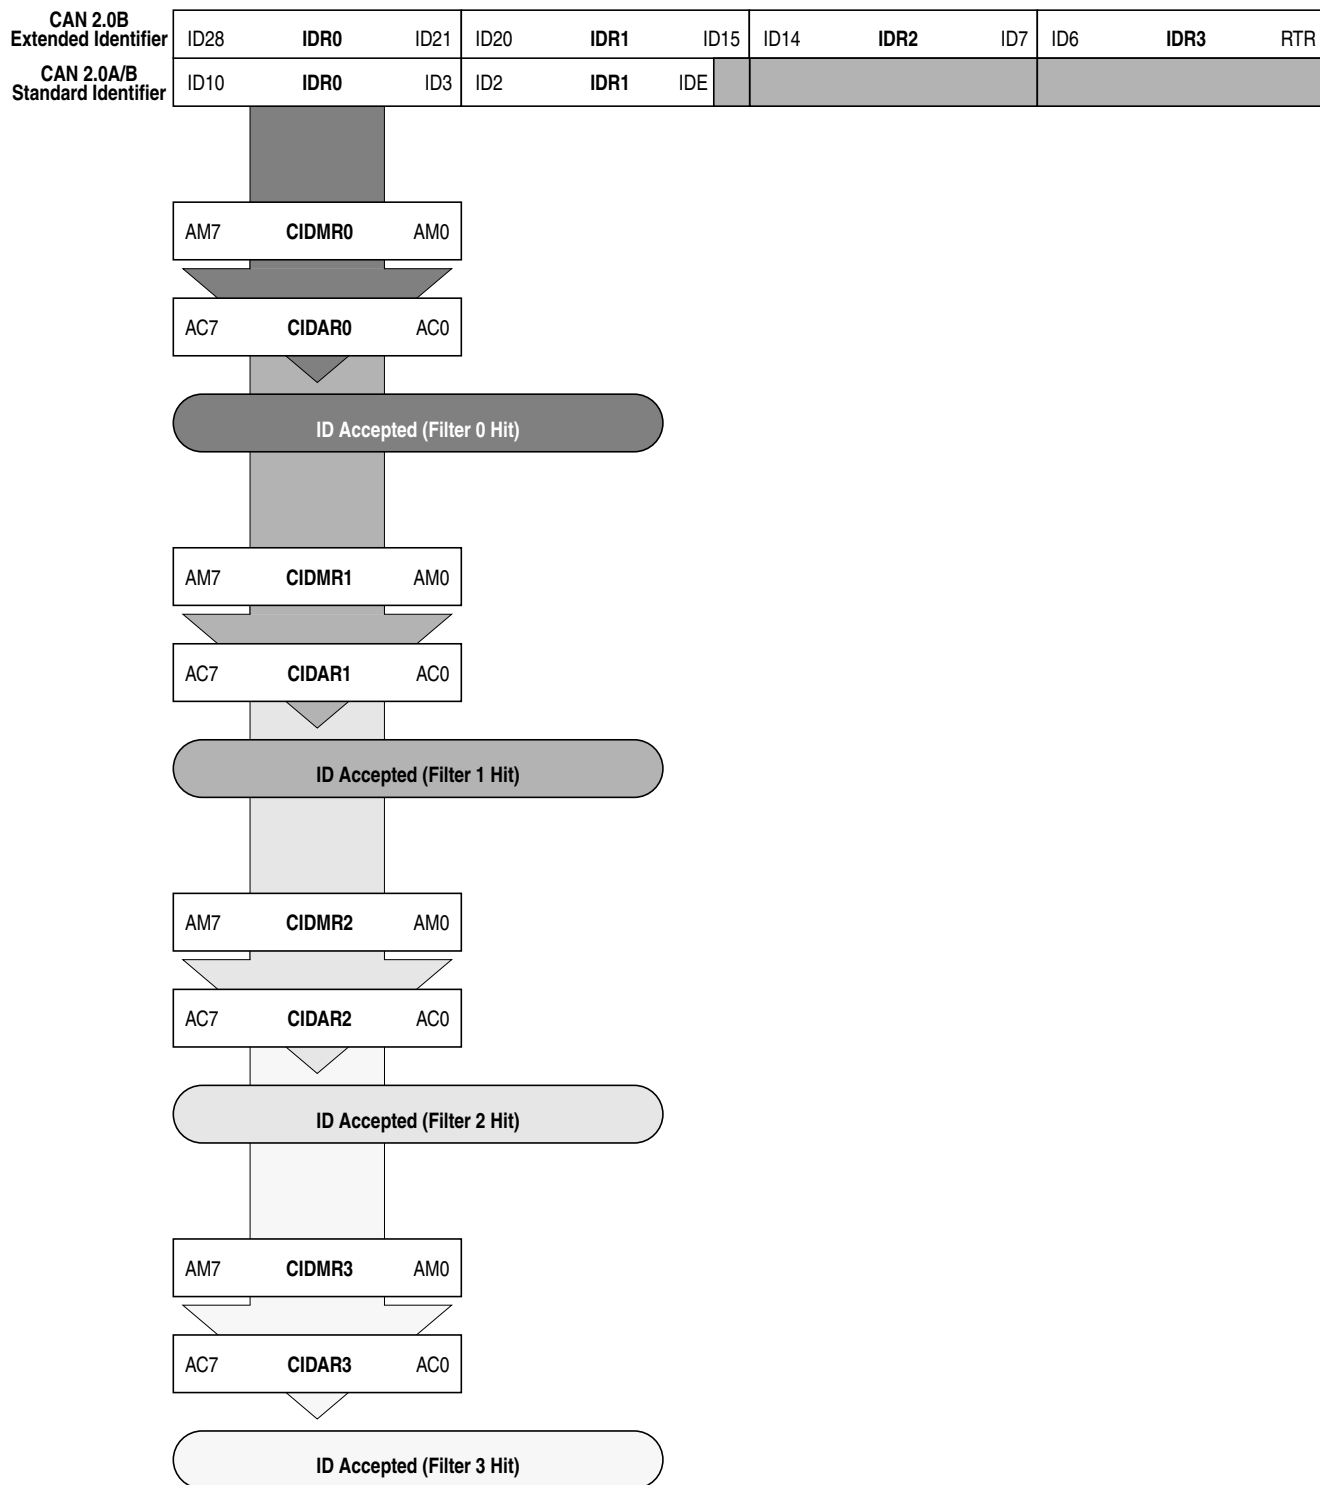 CAN 2.0B
Extended Identifier
ID28 IDR0 ID21 ID20 IDR1 ID15 ID14 IDR2 ID7 ID6 IDR3 RTR
CAN 2.0A/B
Standard Identifier
ID10 IDR0 ID3 ID2 IDR1 IDE
AM7 CIDMR0 AM0
AC7 CIDAR0 AC0
ID Accepted (Filter 0 Hit)
AM7 CIDMR1 AM0
AC7 CIDAR1 AC0
ID Accepted (Filter 1 Hit)
AM7 CIDMR2 AM0
AC7 CIDAR2 AC0
ID Accepted (Filter 2 Hit)
AM7 CIDMR3 AM0
AC7 CIDAR3 AC0
ID Accepted (Filter 3 Hit)